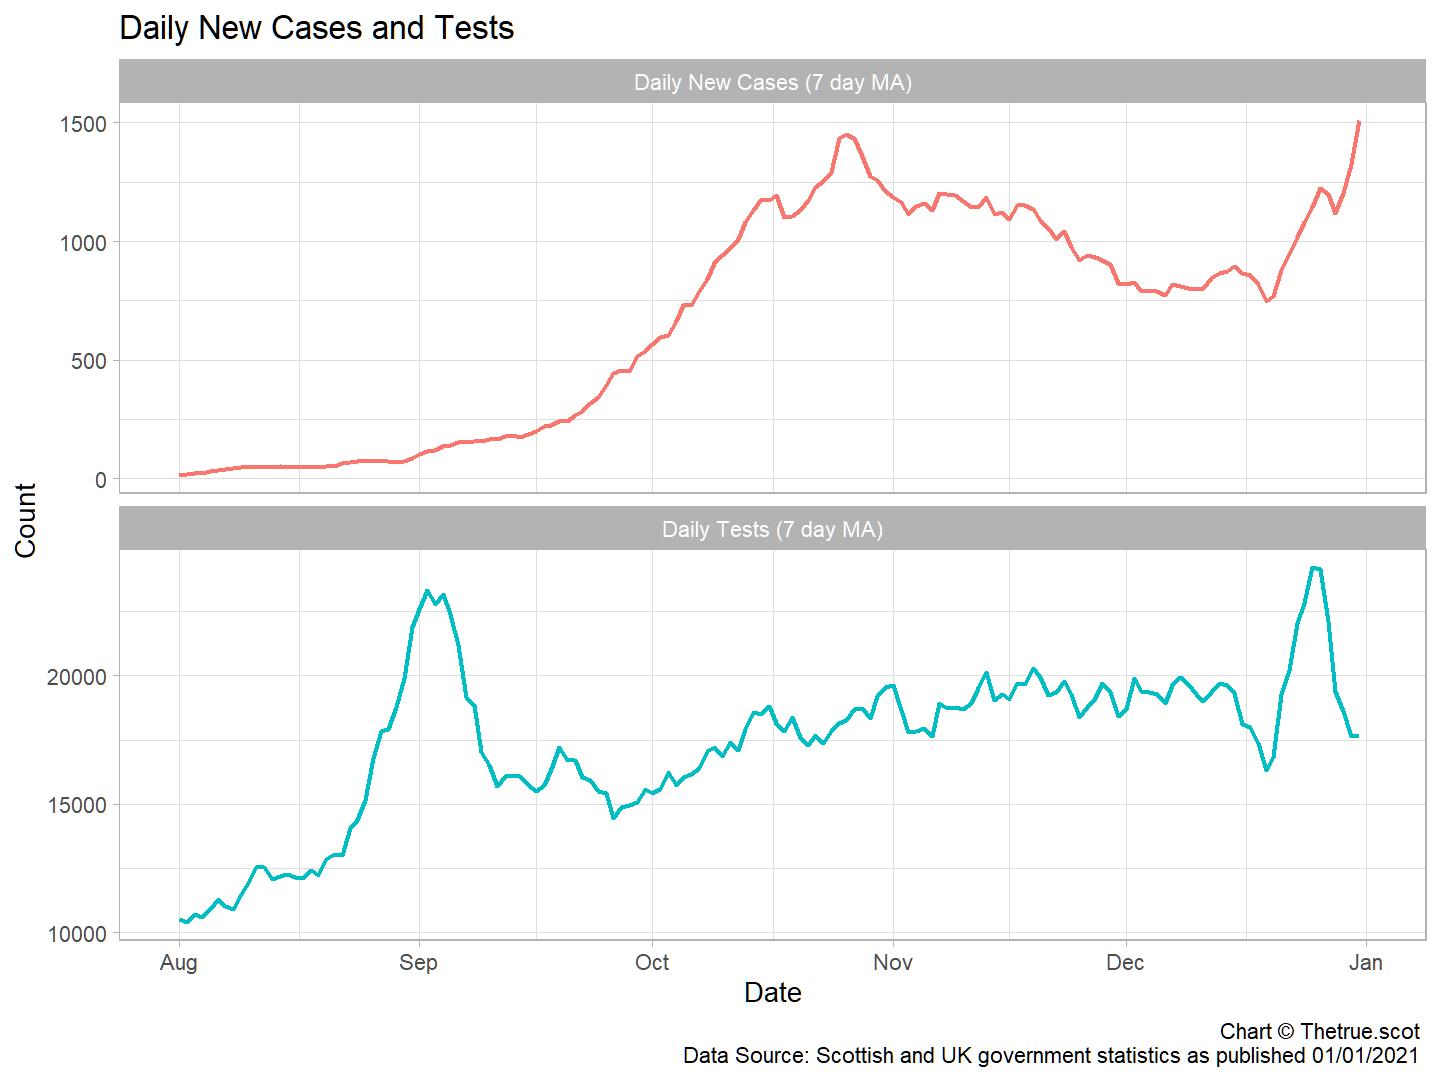 Daily New Cases and Tests
Daily New Cases (7 day MA)
1500
1000
500
0
Count
Daily Tests (7 day MA)
20000
15000
10000
Aug Sep Oct Nov Dec Jan
Date
Chart © Thetrue.scot
Data Source: Scottish and UK government statistics as published 01/01/2021